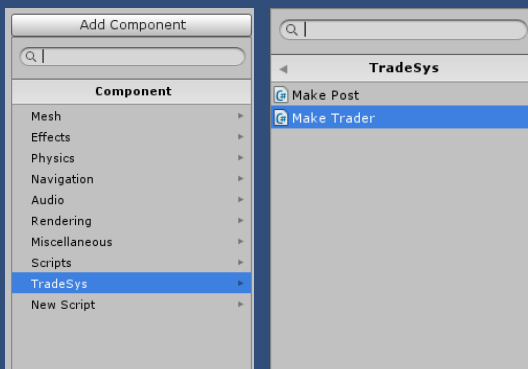 Add Component
Component
Mesh
Effects
Physics
Navigation
Audio
Rendering
Miscellaneous
Scripts
TradeSys
New Script
TradeSys
Make Post
Make Trader